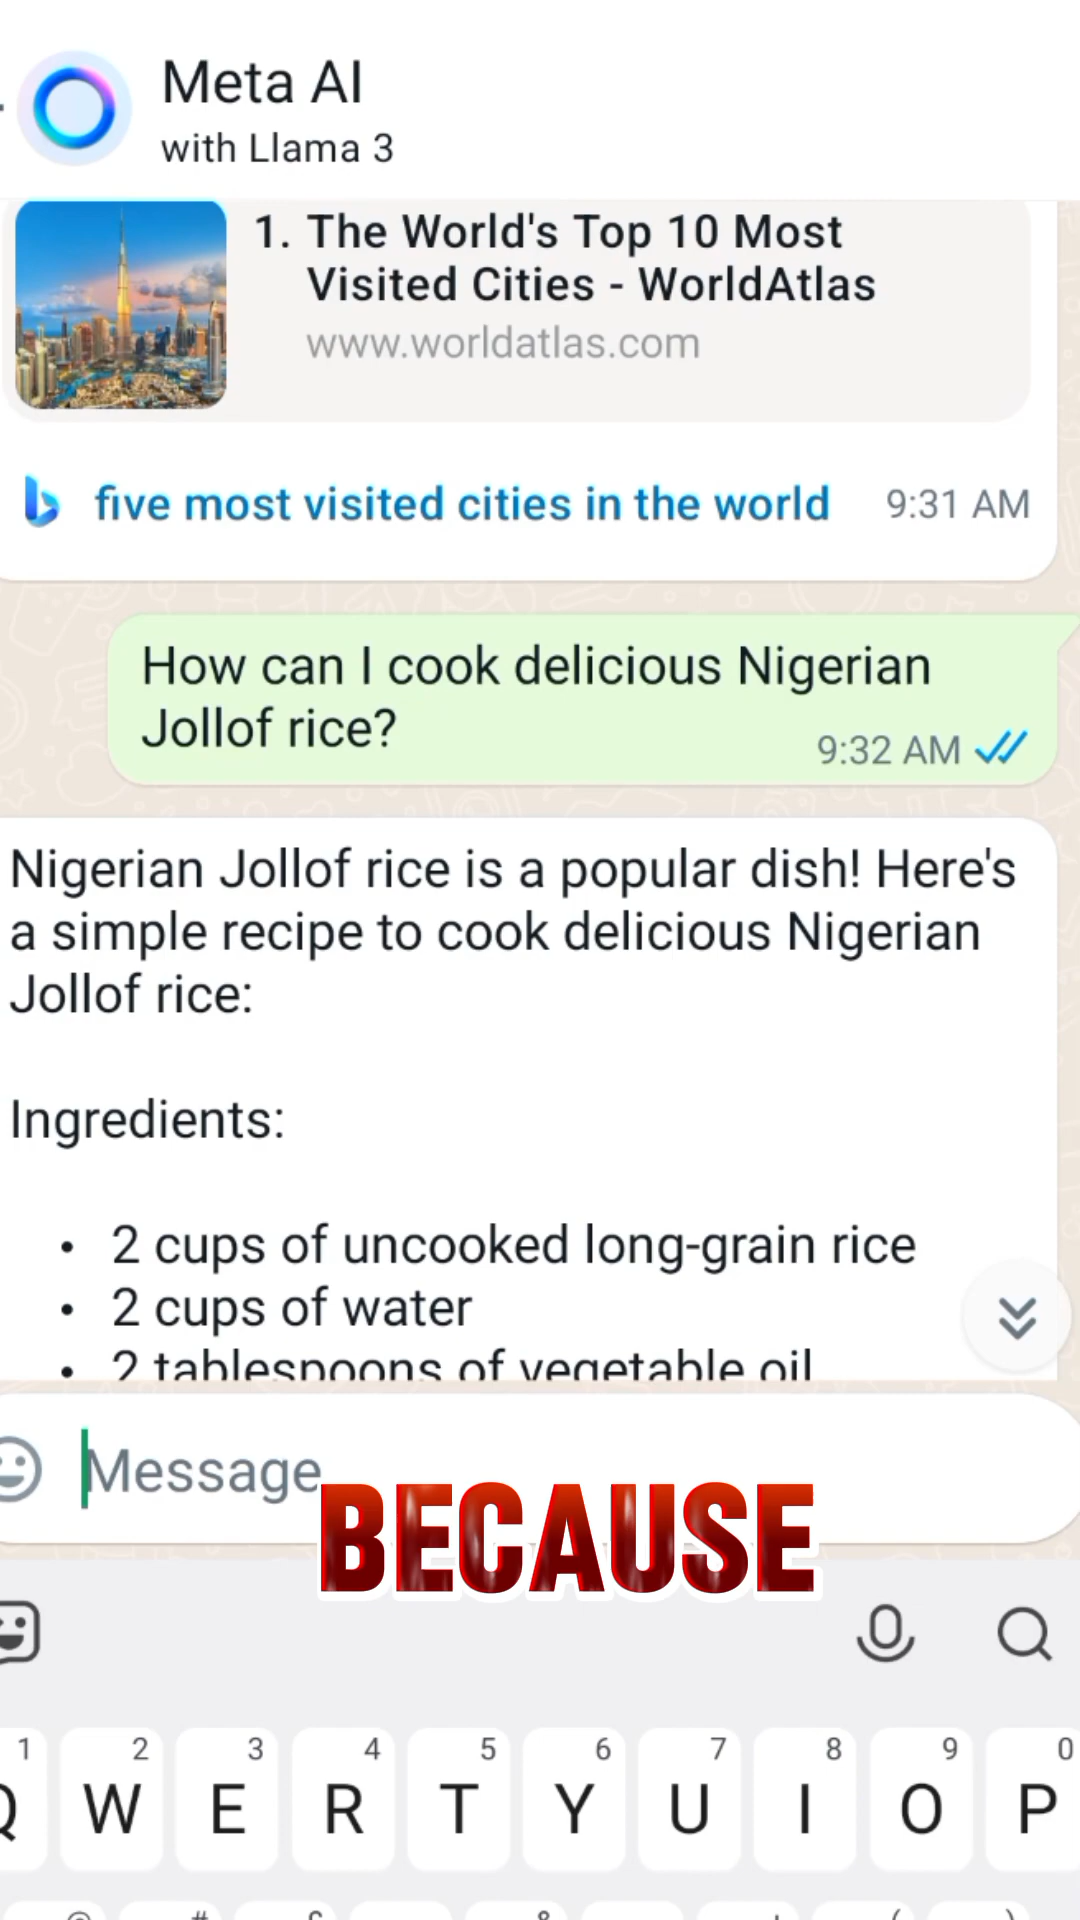 Meta AI
with Llama 3
1. The World's Top 10 Most
Visited Cities - WorldAtlas
www.worldatlas.com
five most visited cities in the world 9:31 AM
How can I cook delicious Nigerian
Jollof rice?
9:32 AM
Nigerian Jollof rice is a popular dish! Here's
a simple recipe to cook delicious Nigerian
Jollof rice:
Ingredients:
• 2 cups of uncooked long-grain rice
• 2 cups of water
• 2 tablespoons of vegetable oil
Message
BECAUSE
1 2 3 4 5 6 7 8 9 0
Q W E R T Y U I O P